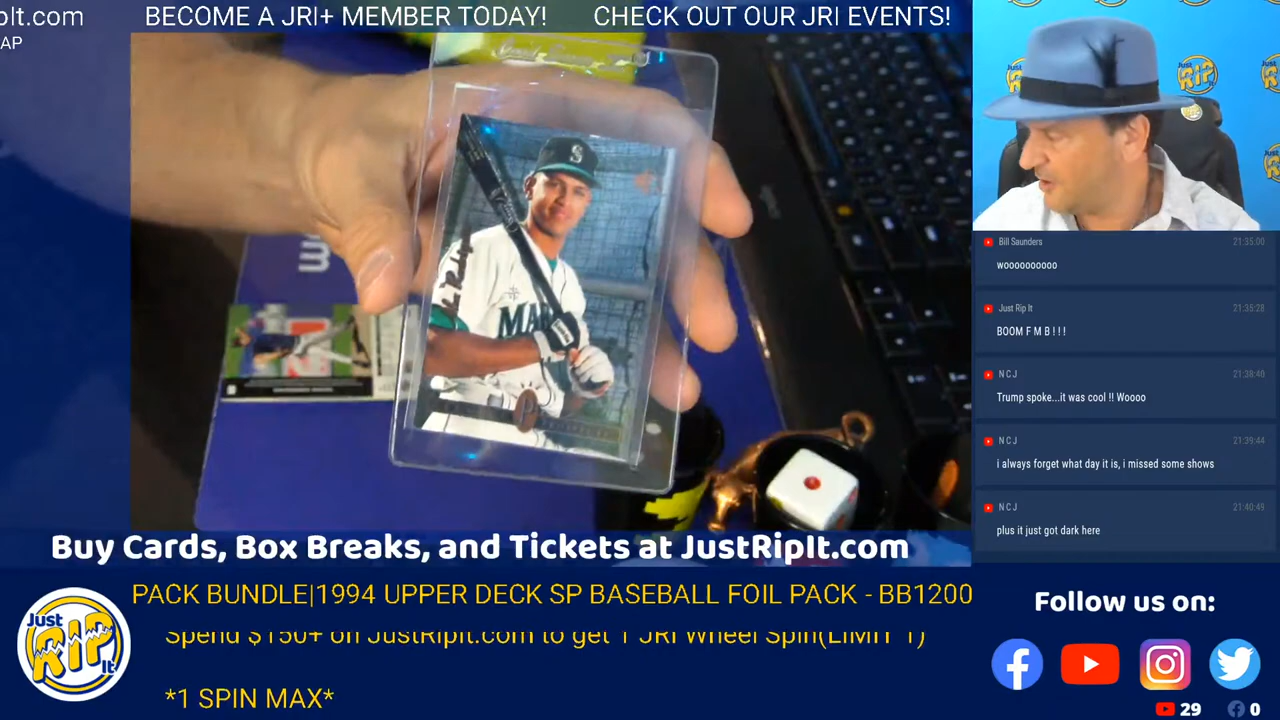 oIt.com BECOME A JRI+ MEMBER TODAY! CHECK OUT OUR JRI EVENTS!
AP
S
MAR
Just
RIP
Bill Saunders 21:35:00
woooooooooo
Just Rip It 21:35:28
BOOM F M B ! ! !
N C J 21:38:40
Trump spoke...it was cool !! Woooo
N C J 21:39:44
i always forget what day it is, i missed some shows
N C J 21:40:49
plus it just got dark here
Buy Cards, Box Breaks, and Tickets at JustRipIt.com
PACK BUNDLE|1994 UPPER DECK SP BASEBALL FOIL PACK - BB1200
Spend $150+ on JustRipIt.com to get 1 JRI Wheel Spin(LIMIT 1)
*1 SPIN MAX*
Just
RIP
It
Follow us on:
29 0